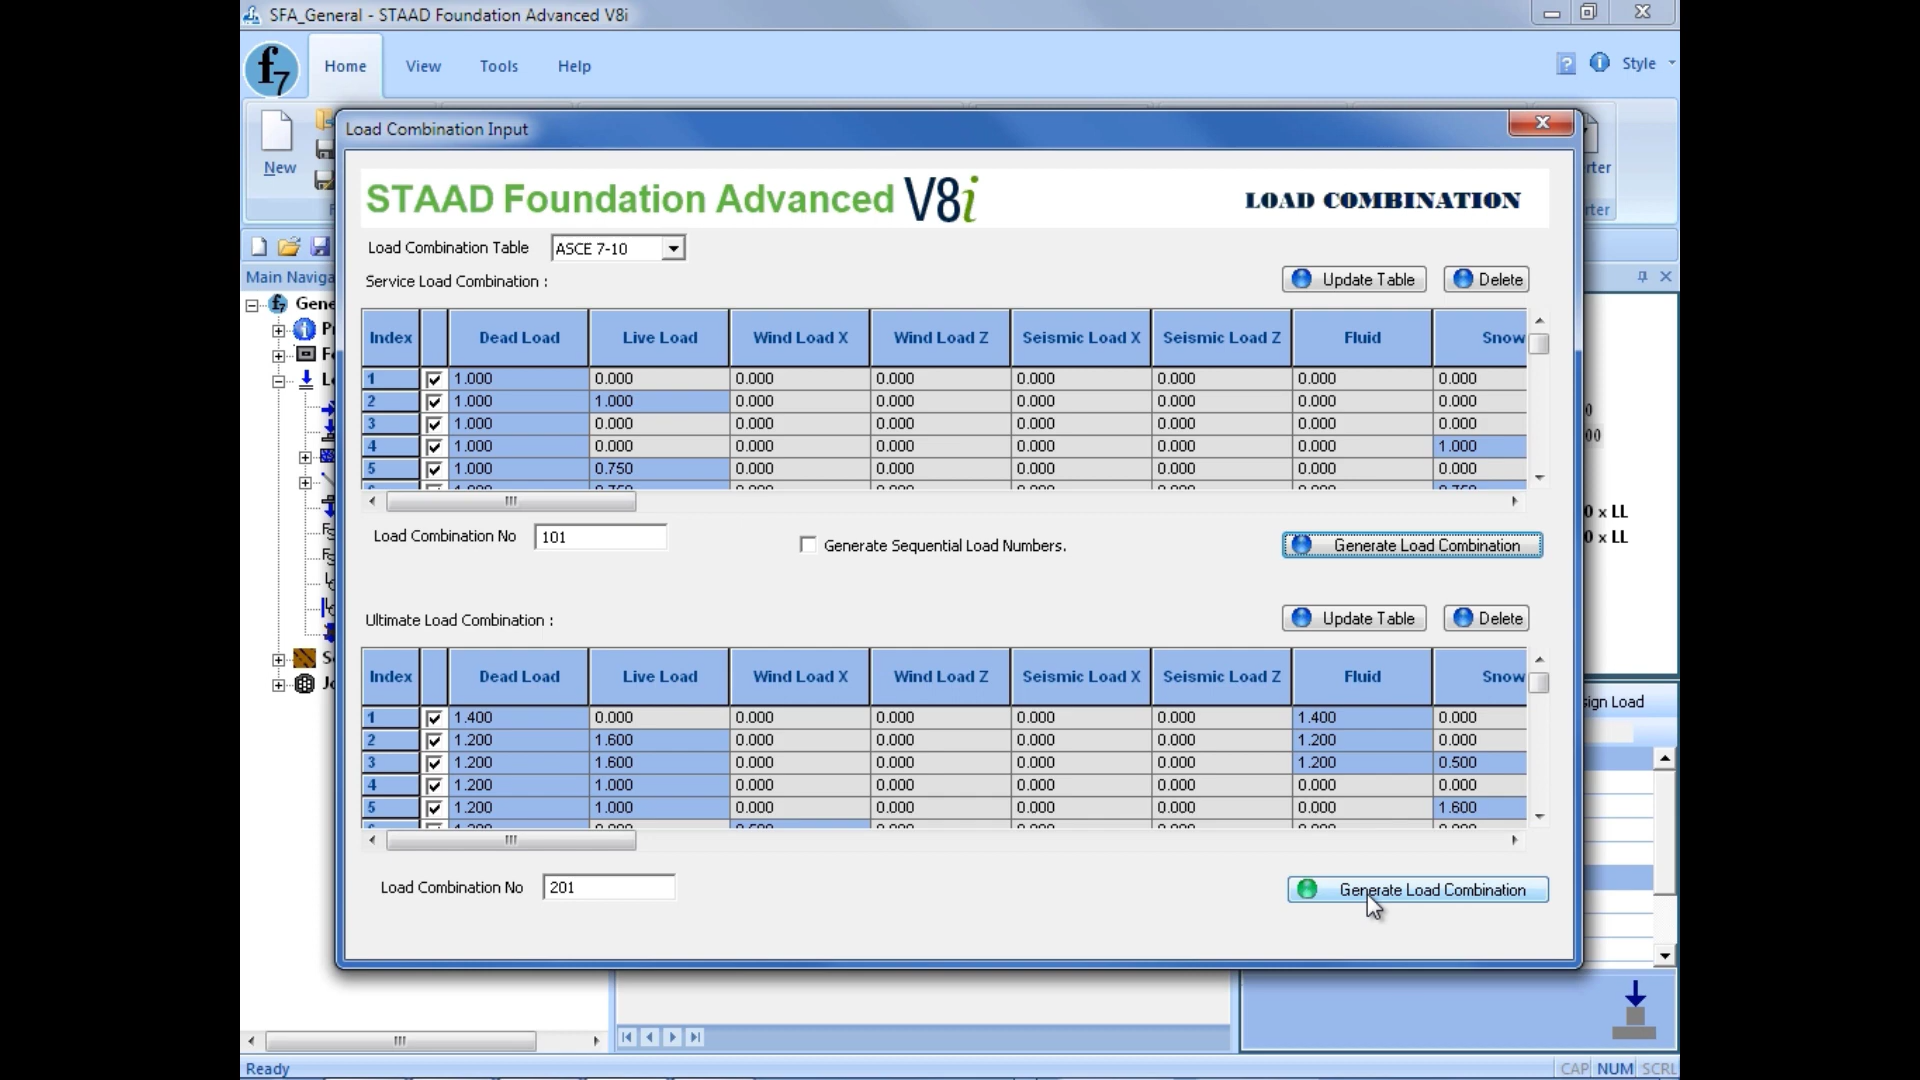 SFA_General - STAAD Foundation Advanced V8i
Home View Tools Help
Style
New
rter
rter
Load Combination Input
STAAD Foundation Advanced V8i
LOAD COMBINATION
Load Combination Table ASCE 7-10
Service Load Combination :
Update Table Delete
Main Naviga
Index Dead Load Live Load Wind Load X Wind Load Z Seismic Load X Seismic Load Z Fluid Snow
1 1.000 0.000 0.000 0.000 0.000 0.000 0.000 0.000
2 1.000 1.000 0.000 0.000 0.000 0.000 0.000 0.000
3 1.000 0.000 0.000 0.000 0.000 0.000 0.000 0.000
4 1.000 0.000 0.000 0.000 0.000 0.000 0.000 1.000
5 1.000 0.750 0.000 0.000 0.000 0.000 0.000 0.000
Gene
0
00
0 x LL
0 x LL
Load Combination No 101
Generate Sequential Load Numbers.
Generate Load Combination
Ultimate Load Combination :
Update Table Delete
Index Dead Load Live Load Wind Load X Wind Load Z Seismic Load X Seismic Load Z Fluid Snow
1 1.400 0.000 0.000 0.000 0.000 0.000 1.400 0.000
2 1.200 1.600 0.000 0.000 0.000 0.000 1.200 0.000
3 1.200 1.600 0.000 0.000 0.000 0.000 1.200 0.500
4 1.200 1.000 0.000 0.000 0.000 0.000 0.000 0.000
5 1.200 1.000 0.000 0.000 0.000 0.000 0.000 1.600
sign Load
Load Combination No 201
Generate Load Combination
Ready
CAP NUM SCRL